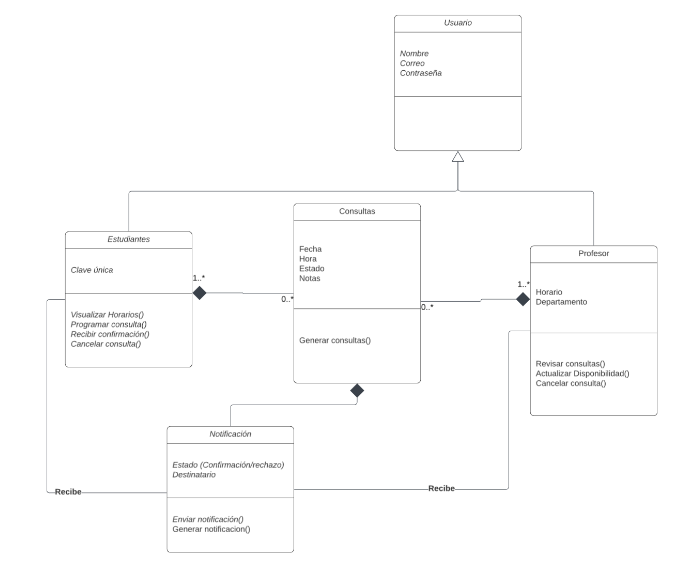 Usuario
Nombre
Correo
Contraseña
Estudiantes
Clave única
Visualizar Horarios()
Programar consulta()
Recibir confirmación()
Cancelar consulta()
1..*
0..*
Consultas
Fecha
Hora
Estado
Notas
Generar consultas()
0..*
1..*
Profesor
Horario
Departamento
Revisar consultas()
Actualizar Disponibilidad()
Cancelar consulta()
Notificación
Estado (Confirmación/rechazo)
Destinatario
Enviar notificación()
Generar notificacion()
Recibe
Recibe